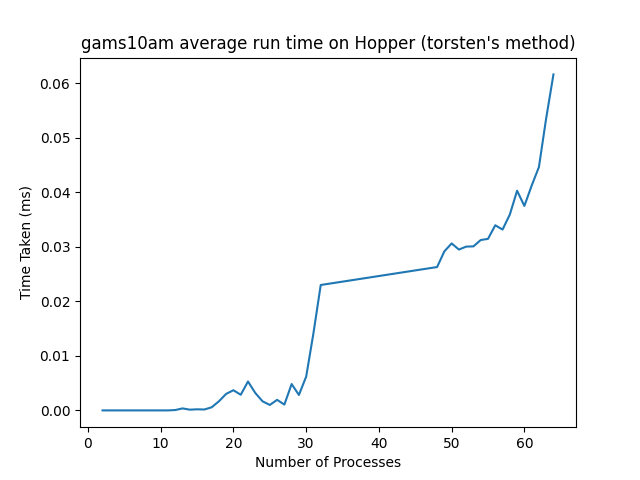 gams10am average run time on Hopper (torsten's method)
0.06
0.05
0.04
0.03
0.02
0.01
0.00
Time Taken (ms)
0 10 20 30 40 50 60
Number of Processes